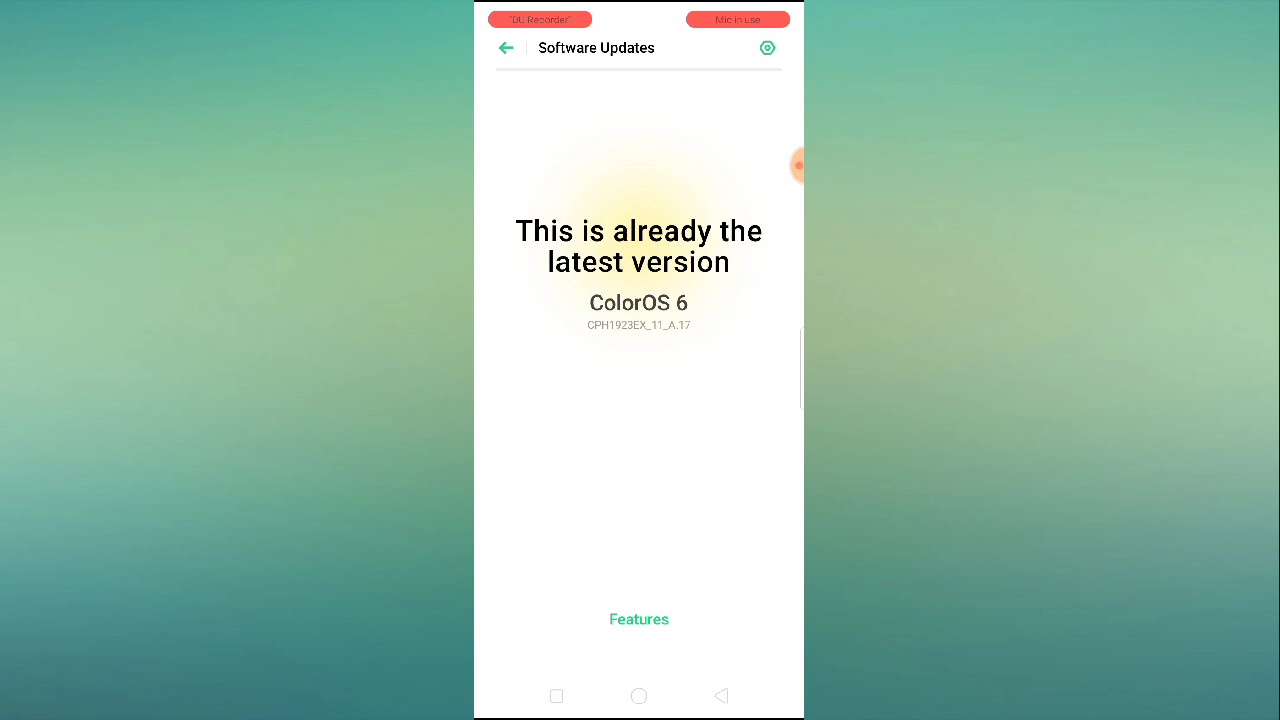 "DU Recorder"
Mic in use
Software Updates
This is already the
latest version
ColorOS 6
CPH1923EX_11_A.17
Features